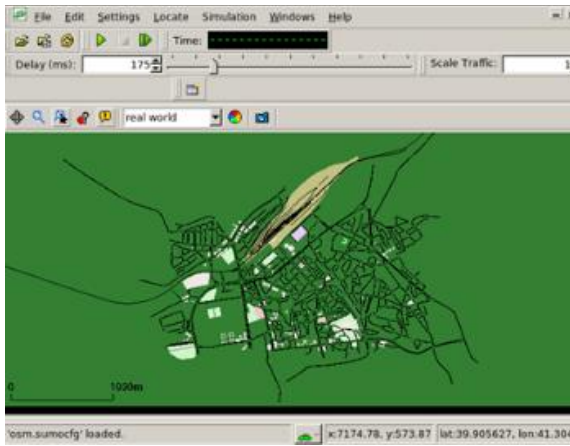 File Edit Settings Locate Simulation Windows Help
Time:
Delay (ms): 175 Scale Traffic: 1
real world
0 1000m
'osm.sumocfg' loaded. x:7174.78, y:573.87 lat:39.905627, lon:41.304